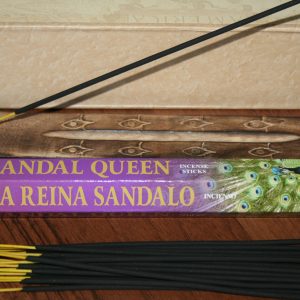 ANDAL QUEEN INCENSE
STICKS
A REINA SANDALO INCIENSO